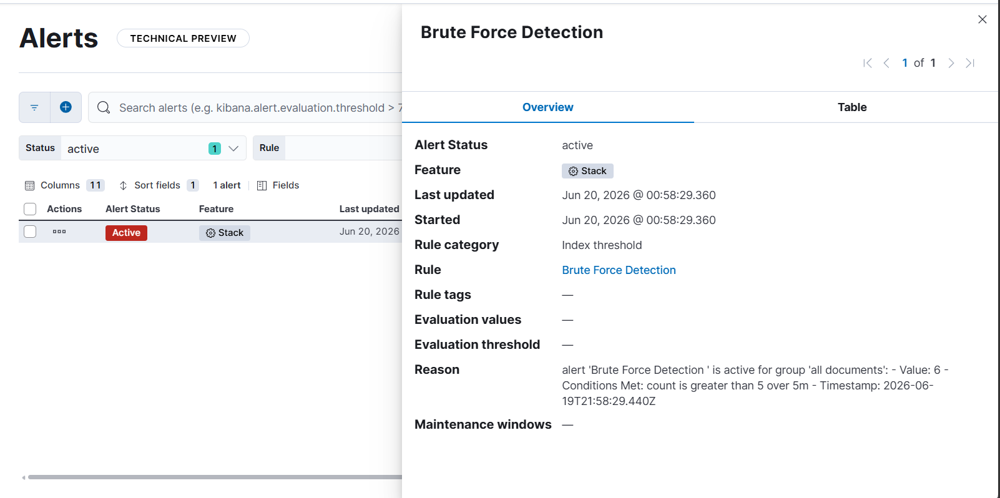 Alerts
TECHNICAL PREVIEW
Search alerts (e.g. kibana.alert.evaluation.threshold > 7
Status active 1
Rule
Columns 11 Sort fields 1 1 alert Fields
Actions Alert Status Feature Last updated
Active Stack Jun 20, 2026
Brute Force Detection
1 of 1
Overview Table
Alert Status active
Feature Stack
Last updated Jun 20, 2026 @ 00:58:29.360
Started Jun 20, 2026 @ 00:58:29.360
Rule category Index threshold
Rule Brute Force Detection
Rule tags —
Evaluation values —
Evaluation threshold —
Reason alert 'Brute Force Detection ' is active for group 'all documents': - Value: 6 -
Conditions Met: count is greater than 5 over 5m - Timestamp: 2026-06-
19T21:58:29.440Z
Maintenance windows —